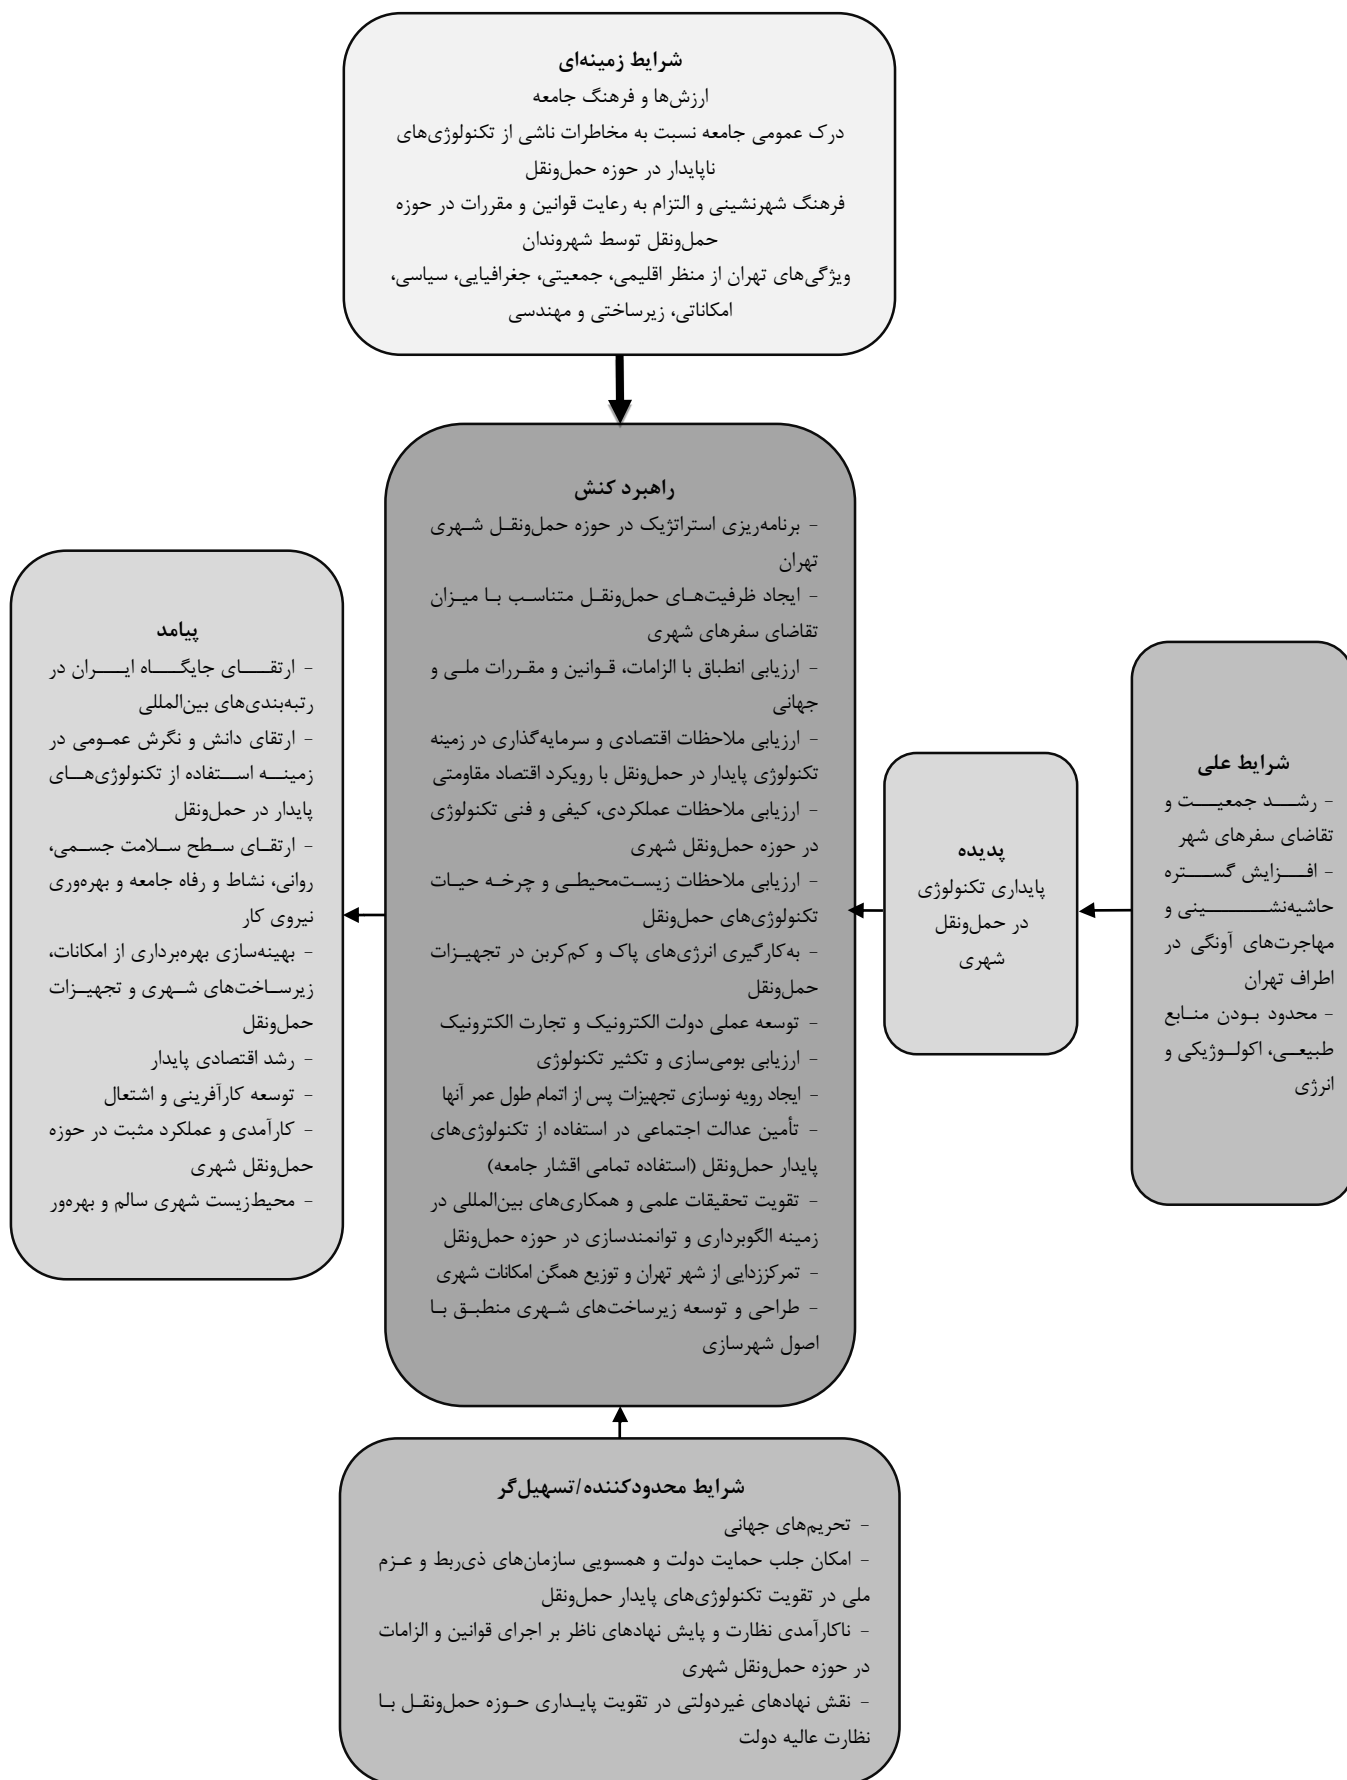 شرایط زمینه‌ای
ارزش‌ها و فرهنگ جامعه
درک عمومی جامعه نسبت به مخاطرات ناشی از تکنولوژی‌های
ناپایدار در حوزه حمل‌ونقل
فرهنگ شهرنشینی و التزام به رعایت قوانین و مقررات در حوزه
حمل‌ونقل توسط شهروندان
ویژگی‌های تهران از منظر اقلیمی، جمعیتی، جغرافیایی، سیاسی،
امکاناتی، زیرساختی و مهندسی
شرایط علی
- رشد جمعیت و
تقاضای سفرهای شهر
- افزایش گستره
حاشیه‌نشینی و
مهاجرت‌های آونگی در
اطراف تهران
- محدود بودن منابع
طبیعی، اکولوژیکی و
انرژی
پدیده
پایداری تکنولوژی
در حمل‌ونقل
شهری
راهبرد کنش
- برنامه‌ریزی استراتژیک در حوزه حمل‌ونقل شهری
تهران
- ایجاد ظرفیت‌های حمل‌ونقل متناسب با میزان
تقاضای سفرهای شهری
- ارزیابی انطباق با الزامات، قوانین و مقررات ملی و
جهانی
- ارزیابی ملاحظات اقتصادی و سرمایه‌گذاری در زمینه
تکنولوژی پایدار در حمل‌ونقل با رویکرد اقتصاد مقاومتی
- ارزیابی ملاحظات عملکردی، کیفی و فنی تکنولوژی
در حوزه حمل‌ونقل شهری
- ارزیابی ملاحظات زیست‌محیطی و چرخه حیات
تکنولوژی‌های حمل‌ونقل
- به‌کارگیری انرژی‌های پاک و کم‌کربن در تجهیزات
حمل‌ونقل
- توسعه عملی دولت الکترونیک و تجارت الکترونیک
- ارزیابی بومی‌سازی و تکثیر تکنولوژی
- ایجاد رویه نوسازی تجهیزات پس از اتمام طول عمر آنها
- تأمین عدالت اجتماعی در استفاده از تکنولوژی‌های
پایدار حمل‌ونقل (استفاده تمامی اقشار جامعه)
- تقویت تحقیقات علمی و همکاری‌های بین‌المللی در
زمینه الگوبرداری و توانمندسازی در حوزه حمل‌ونقل
- تمرکززدایی از شهر تهران و توزیع همگن امکانات شهری
- طراحی و توسعه زیرساخت‌های شهری منطبق با
اصول شهرسازی
پیامد
- ارتقای جایگاه ایران در
رتبه‌بندی‌های بین‌المللی
- ارتقای دانش و نگرش عمومی در
زمینه استفاده از تکنولوژی‌های
پایدار در حمل‌ونقل
- ارتقای سطح سلامت جسمی،
روانی، نشاط و رفاه جامعه و بهره‌وری
نیروی کار
- بهینه‌سازی بهره‌برداری از امکانات،
زیرساخت‌های شهری و تجهیزات
حمل‌ونقل
- رشد اقتصادی پایدار
- توسعه کارآفرینی و اشتعال
- کارآمدی و عملکرد مثبت در حوزه
حمل‌ونقل شهری
- محیط‌زیست شهری سالم و بهره‌ور
شرایط محدودکننده/تسهیل‌گر
- تحریم‌های جهانی
- امکان جلب حمایت دولت و همسویی سازمان‌های ذی‌ربط و عزم
ملی در تقویت تکنولوژی‌های پایدار حمل‌ونقل
- ناکارآمدی نظارت و پایش نهادهای ناظر بر اجرای قوانین و الزامات
در حوزه حمل‌ونقل شهری
- نقش نهادهای غیردولتی در تقویت پایداری حوزه حمل‌ونقل با
نظارت عالیه دولت